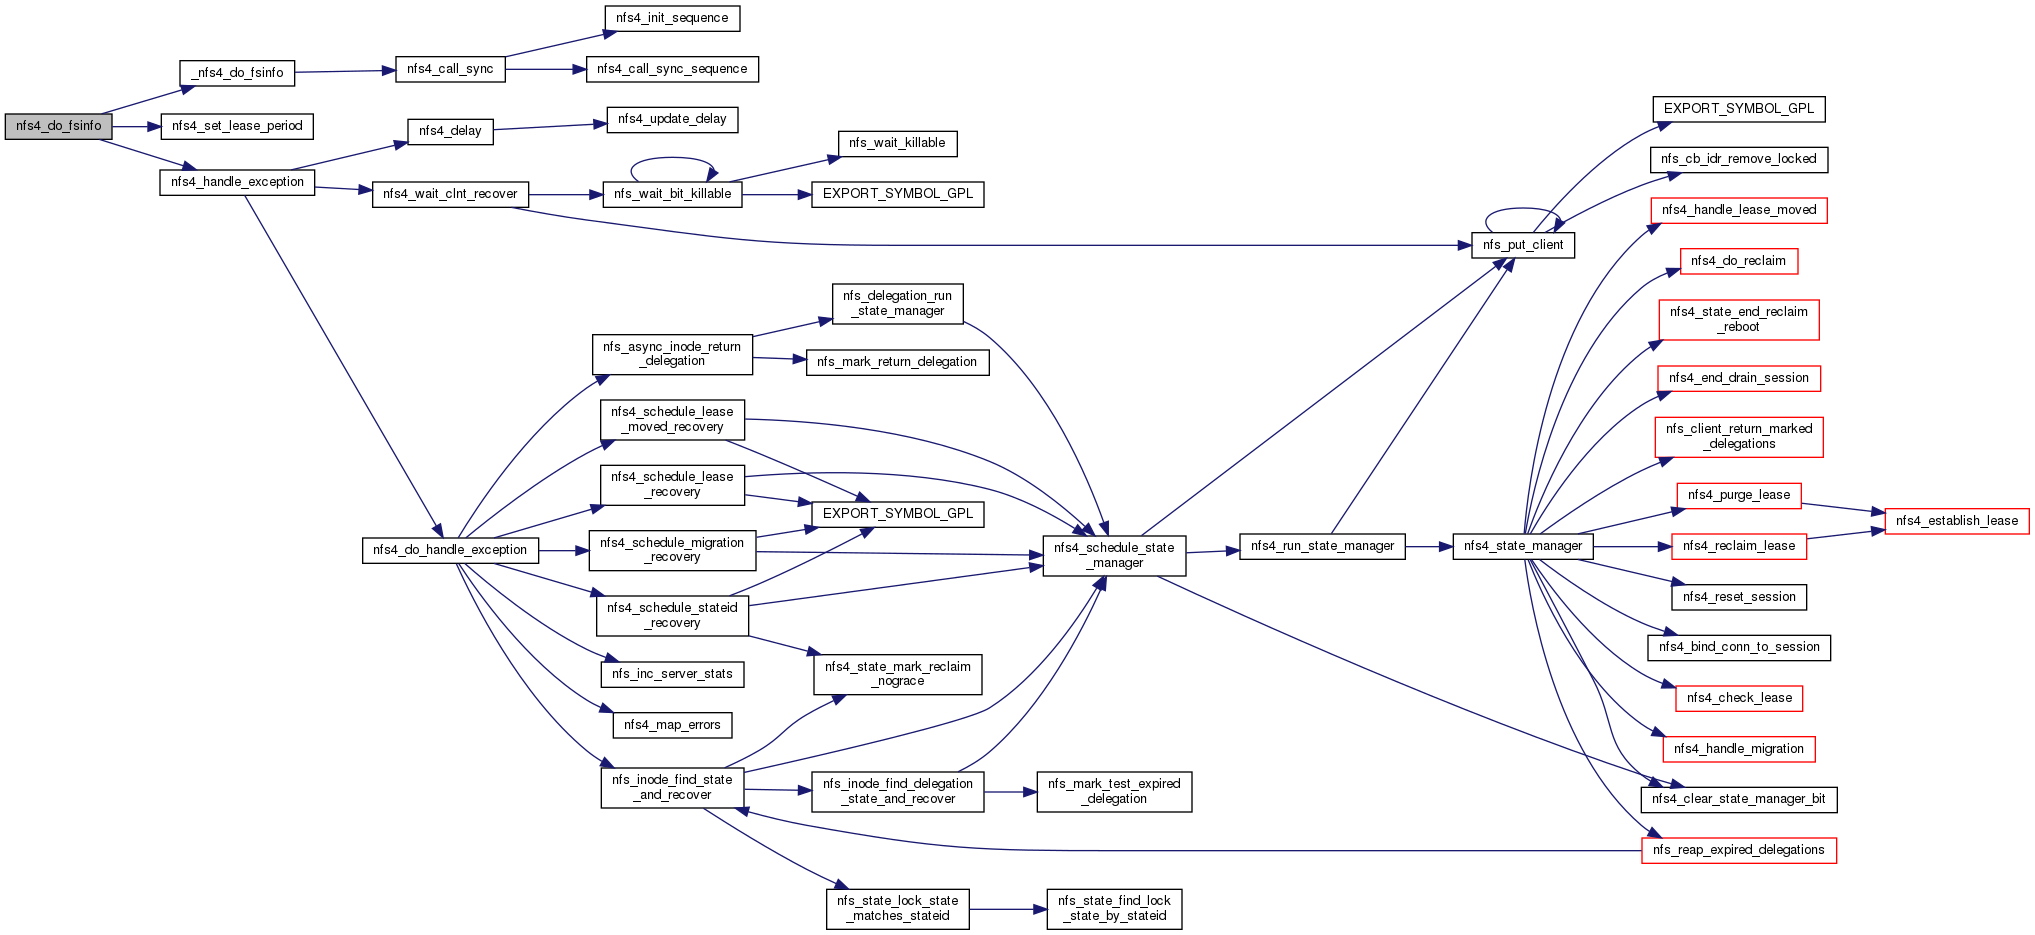 nfs4_do_fsinfo
_nfs4_do_fsinfo
nfs4_set_lease_period
nfs4_handle_exception
nfs4_call_sync
nfs4_init_sequence
nfs4_call_sync_sequence
nfs4_delay
nfs4_update_delay
nfs4_wait_clnt_recover
nfs_wait_bit_killable
nfs_wait_killable
EXPORT_SYMBOL_GPL
nfs4_do_handle_exception
nfs_async_inode_return
_delegation
nfs_delegation_run
_state_manager
nfs_mark_return_delegation
nfs4_schedule_lease
_moved_recovery
nfs4_schedule_lease
_recovery
EXPORT_SYMBOL_GPL
nfs4_schedule_migration
_recovery
nfs4_schedule_stateid
_recovery
nfs4_state_mark_reclaim
_nograce
nfs_inc_server_stats
nfs4_map_errors
nfs_inode_find_state
_and_recover
nfs_inode_find_delegation
_state_and_recover
nfs_mark_test_expired
_delegation
nfs_state_lock_state
_matches_stateid
nfs_state_find_lock
_state_by_stateid
nfs4_schedule_state
_manager
nfs4_run_state_manager
nfs_put_client
EXPORT_SYMBOL_GPL
nfs_cb_idr_remove_locked
nfs4_state_manager
nfs4_handle_lease_moved
nfs4_do_reclaim
nfs4_state_end_reclaim
_reboot
nfs4_end_drain_session
nfs_client_return_marked
_delegations
nfs4_purge_lease
nfs4_establish_lease
nfs4_reclaim_lease
nfs4_reset_session
nfs4_bind_conn_to_session
nfs4_check_lease
nfs4_handle_migration
nfs4_clear_state_manager_bit
nfs_reap_expired_delegations